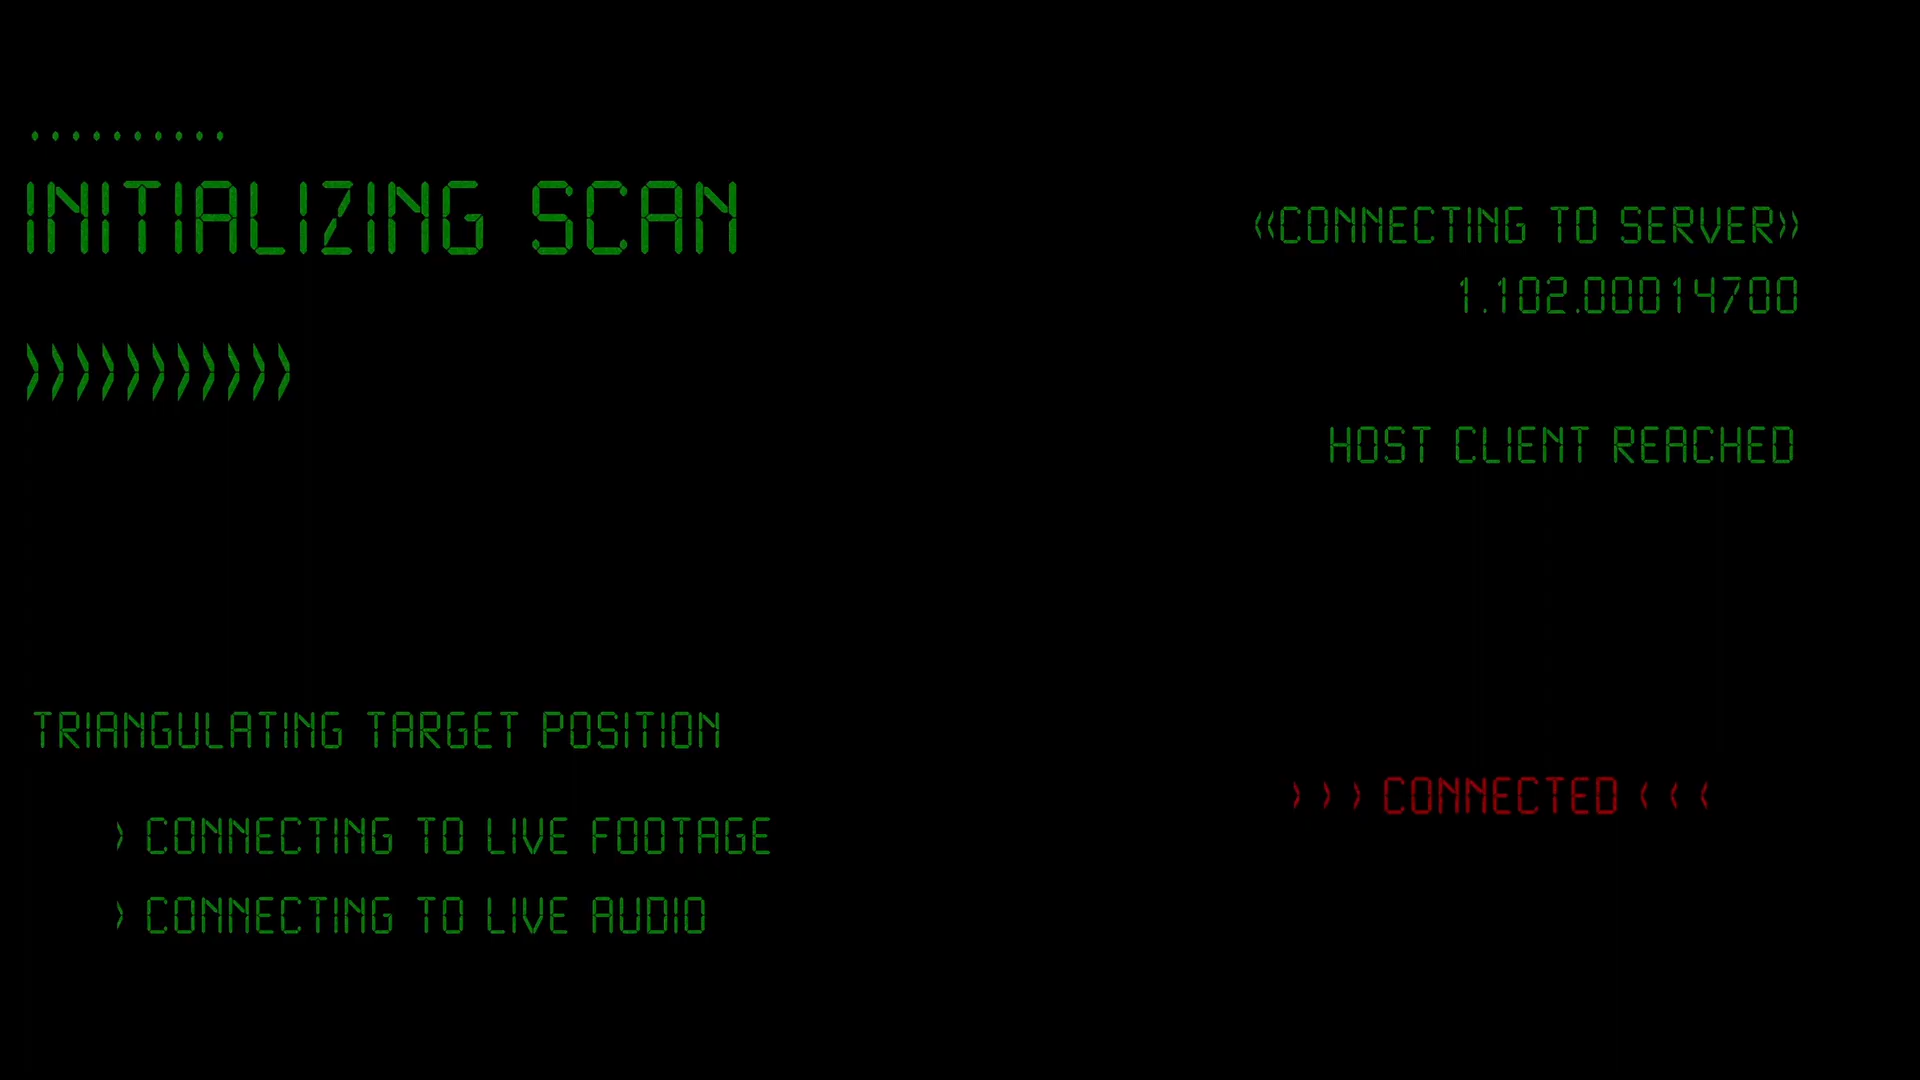 ..........
INITIALIZING SCAN
⟩⟩⟩⟩⟩⟩⟩⟩⟩⟩⟩
TRIANGULATING TARGET POSITION
> CONNECTING TO LIVE FOOTAGE
> CONNECTING TO LIVE AUDIO
<<CONNECTING TO SERVER>>
1.102.00014700
HOST CLIENT REACHED
> > > CONNECTED < < <